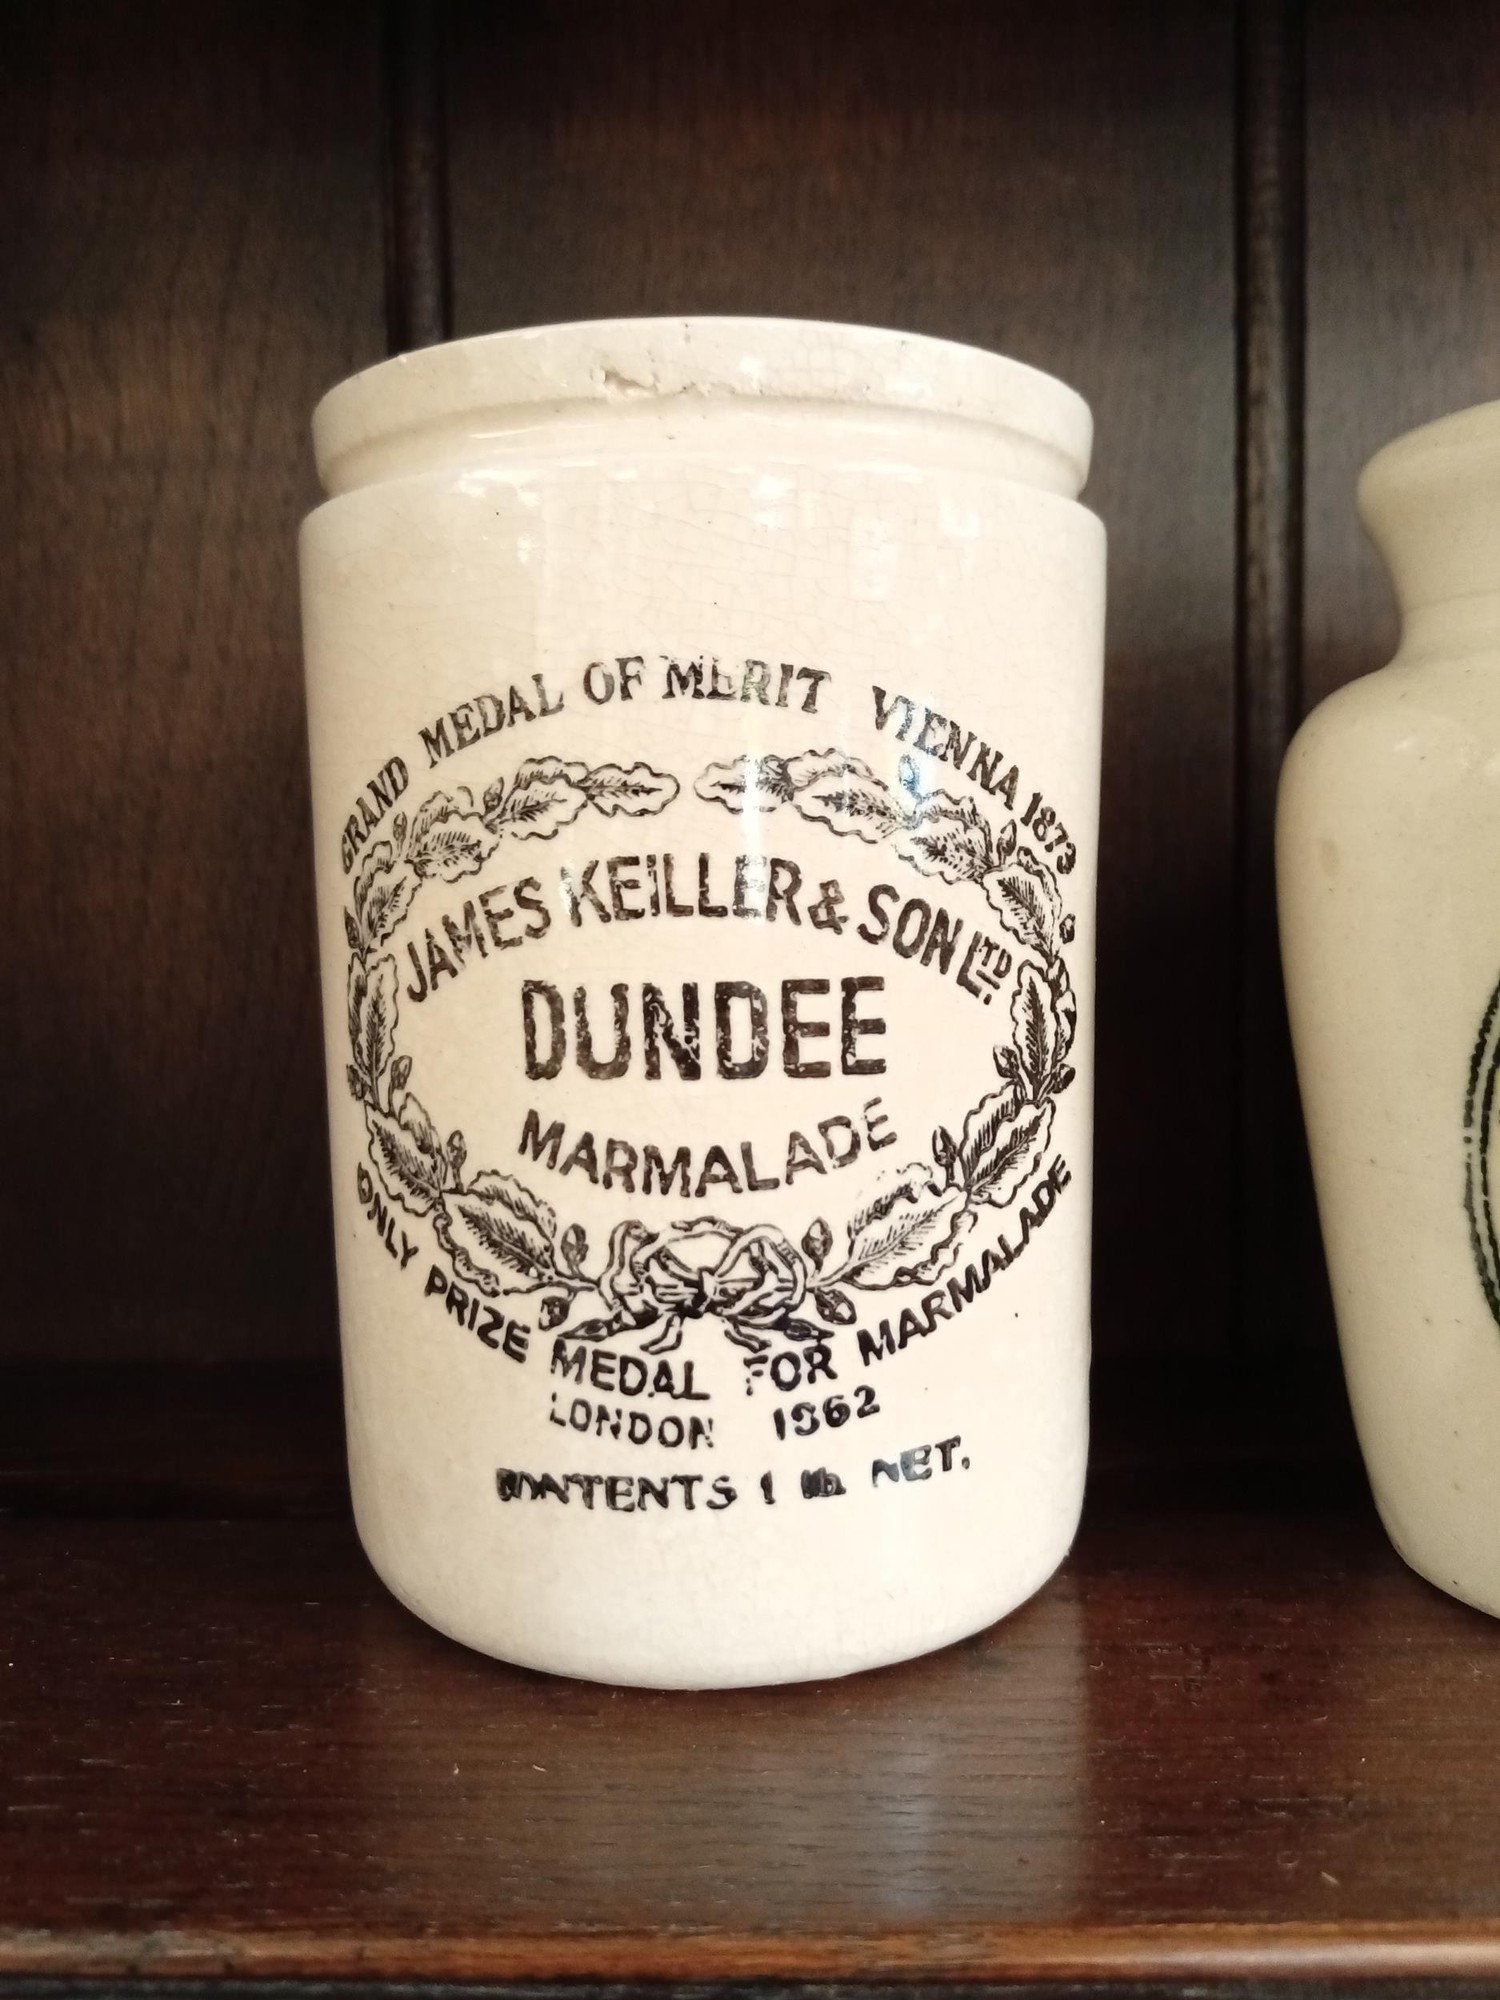 GRAND MEDAL OF MERIT VIENNA 1873
JAMES KEILLER & SON LTD.
DUNDEE
MARMALADE
ONLY PRIZE MEDAL FOR MARMALADE
LONDON 1862
CONTENTS 1 lb. NET.